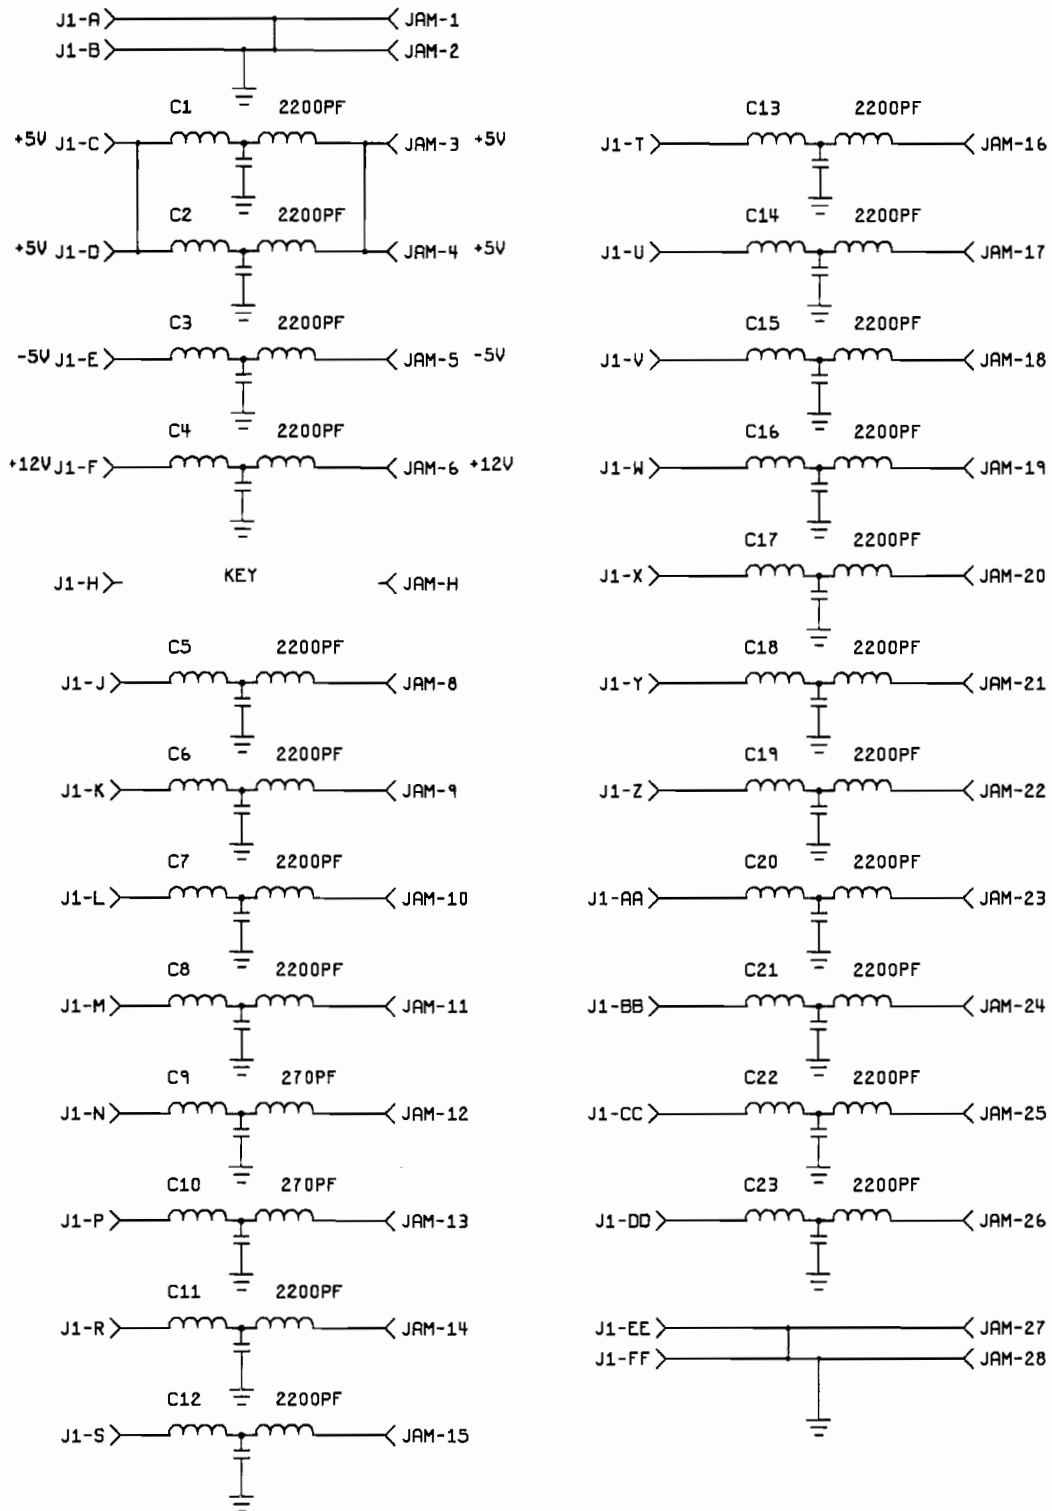 J1-A JAM-1
J1-B JAM-2
C1 2200PF
+5V J1-C JAM-3 +5V
C2 2200PF
+5V J1-D JAM-4 +5V
C3 2200PF
-5V J1-E JAM-5 -5V
C4 2200PF
+12V J1-F JAM-6 +12V
J1-H KEY JAM-H
C5 2200PF
J1-J JAM-8
C6 2200PF
J1-K JAM-9
C7 2200PF
J1-L JAM-10
C8 2200PF
J1-M JAM-11
C9 270PF
J1-N JAM-12
C10 270PF
J1-P JAM-13
C11 2200PF
J1-R JAM-14
C12 2200PF
J1-S JAM-15
C13 2200PF
J1-T JAM-16
C14 2200PF
J1-U JAM-17
C15 2200PF
J1-V JAM-18
C16 2200PF
J1-W JAM-19
C17 2200PF
J1-X JAM-20
C18 2200PF
J1-Y JAM-21
C19 2200PF
J1-Z JAM-22
C20 2200PF
J1-AA JAM-23
C21 2200PF
J1-BB JAM-24
C22 2200PF
J1-CC JAM-25
C23 2200PF
J1-DD JAM-26
J1-EE JAM-27
J1-FF JAM-28